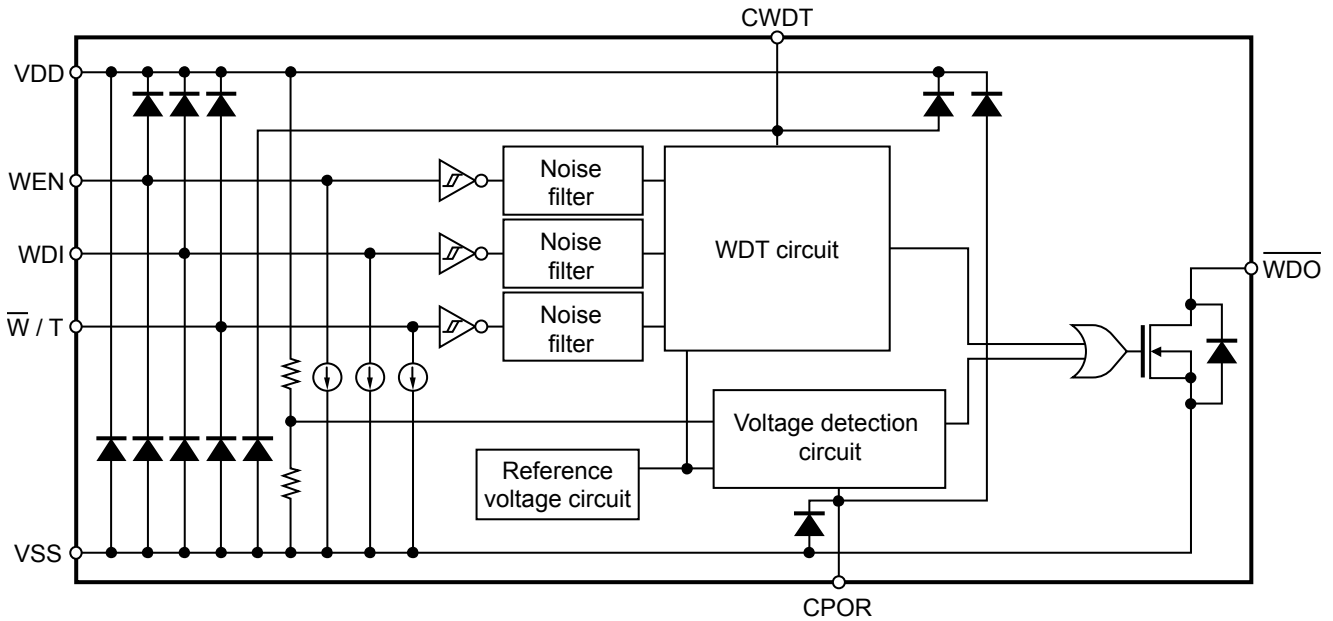 CWDT
VDD
WEN
Noise
filter
WDI
Noise
filter
WDT circuit
W̅D̅O̅
W̅ / T
Noise
filter
Voltage detection
circuit
Reference
voltage circuit
VSS
CPOR